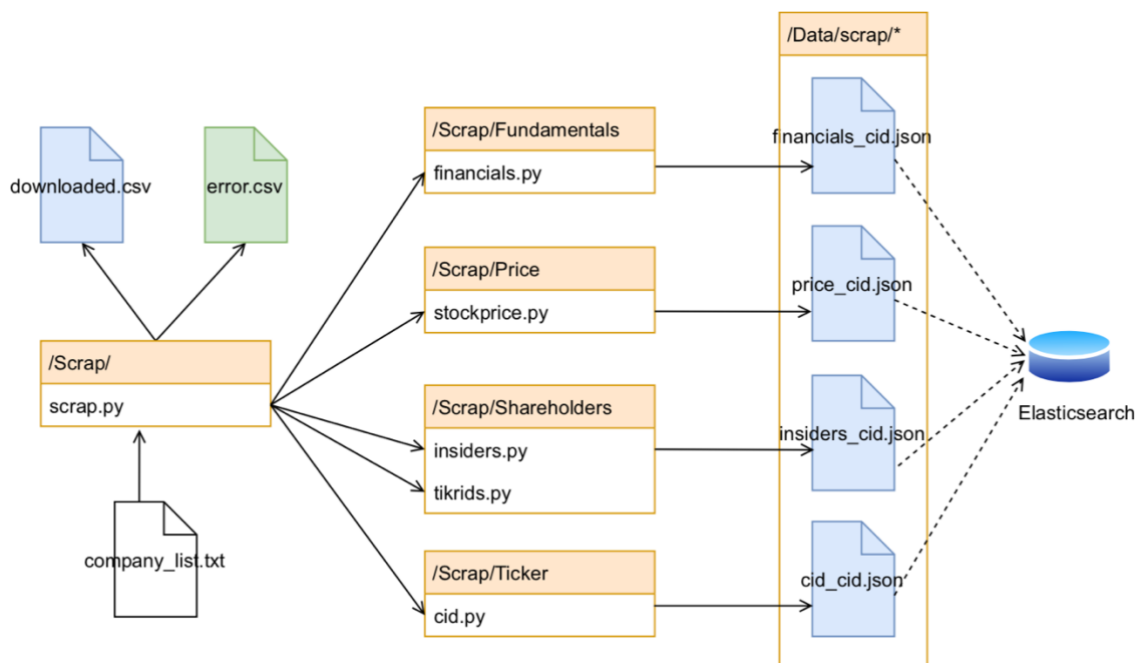 /Data/scrap/*
/Scrap/Fundamentals
financials_cid.json
downloaded.csv
error.csv
financials.py
/Scrap/Price
price_cid.json
stockprice.py
/Scrap/
scrap.py
/Scrap/Shareholders
insiders.py
insiders_cid.json
tikrids.py
Elasticsearch
company_list.txt
/Scrap/Ticker
cid.py
cid_cid.json